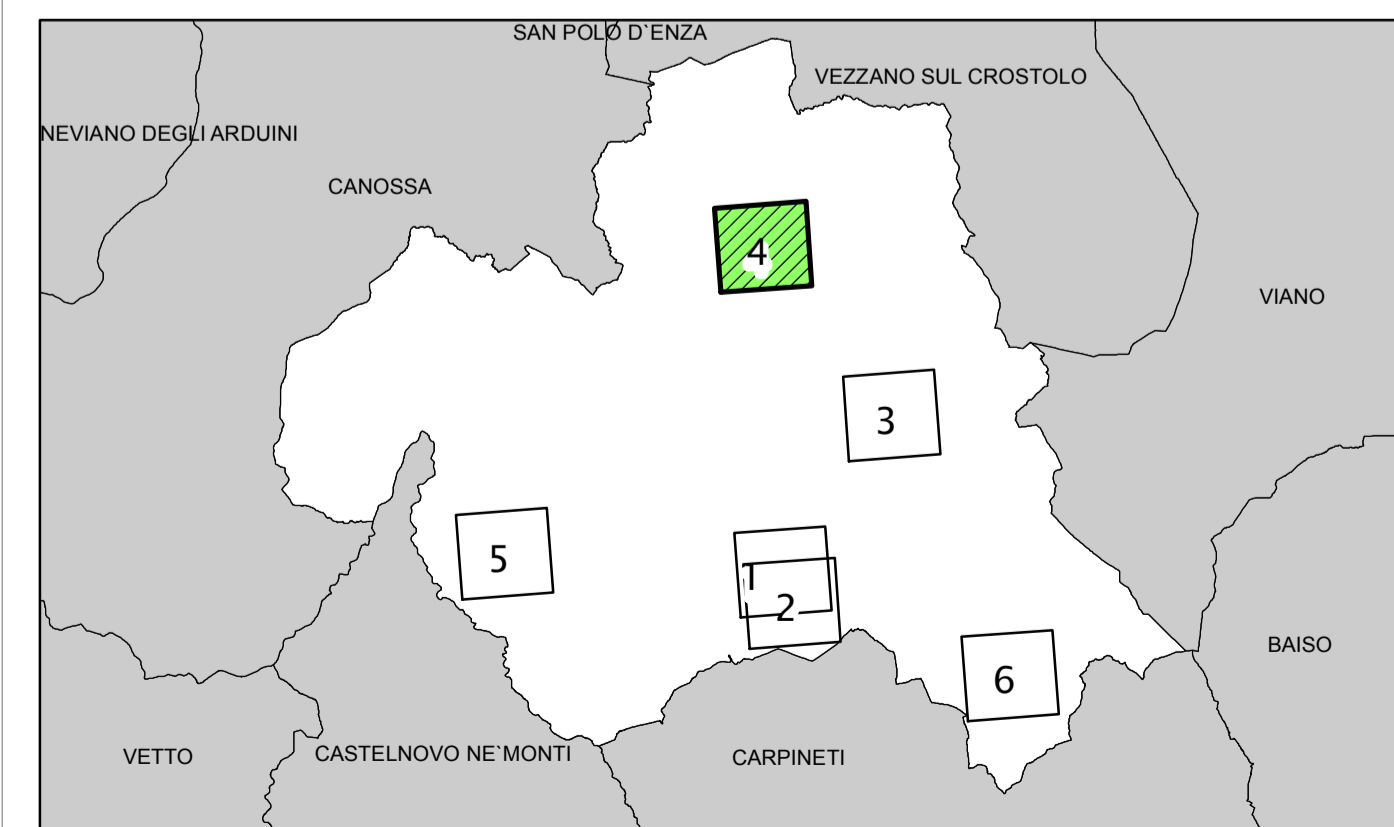 SAN POLO D`ENZA
VEZZANO SUL CROSTOLO
NEVIANO DEGLI ARDUINI
CANOSSA
4
VIANO
3
5
1
2
BAISO
6
VETTO
CASTELNOVO NE`MONTI
CARPINETI